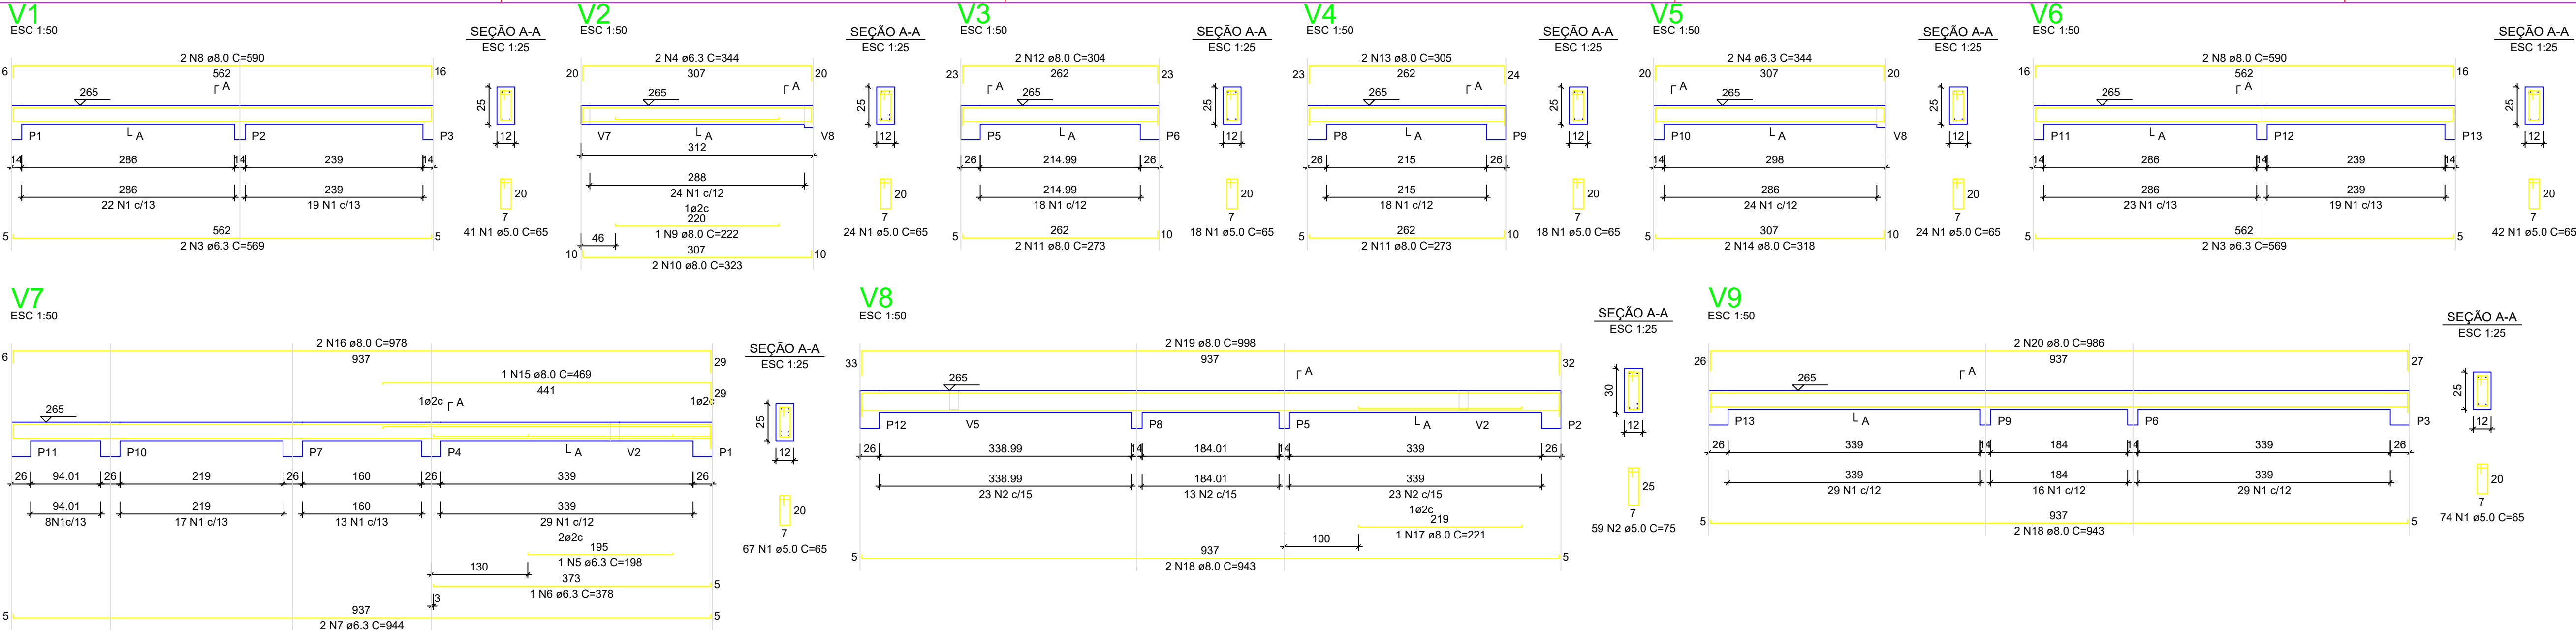 V1
ESC 1:50
SEÇÃO A-A
ESC 1:25
2 N8 ø8.0 C=590
16
562
16
A
265
25
P1
A
P2
P3
12
14
286
14
239
14
286
239
22 N1 c/13
19 N1 c/13
20
7
41 N1 ø5.0 C=65
5
562
5
2 N3 ø6.3 C=569
V2
ESC 1:50
SEÇÃO A-A
ESC 1:25
2 N4 ø6.3 C=344
20
307
20
A
265
25
V7
A
V8
12
312
288
24 N1 c/12
20
7
24 N1 ø5.0 C=65
1ø2c
220
46
1 N9 ø8.0 C=222
10
307
10
2 N10 ø8.0 C=323
V3
ESC 1:50
SEÇÃO A-A
ESC 1:25
2 N12 ø8.0 C=304
23
262
23
A
265
25
P5
A
P6
12
26
214.99
26
214.99
18 N1 c/12
20
7
18 N1 ø5.0 C=65
5
262
10
2 N11 ø8.0 C=273
V4
ESC 1:50
SEÇÃO A-A
ESC 1:25
2 N13 ø8.0 C=305
23
262
24
A
265
25
P8
A
P9
12
26
215
26
215
18 N1 c/12
20
7
18 N1 ø5.0 C=65
5
262
10
2 N11 ø8.0 C=273
V5
ESC 1:50
SEÇÃO A-A
ESC 1:25
2 N4 ø6.3 C=344
20
307
20
A
265
25
P10
A
V8
12
14
298
286
24 N1 c/12
20
7
24 N1 ø5.0 C=65
5
307
10
2 N14 ø8.0 C=318
V6
ESC 1:50
SEÇÃO A-A
ESC 1:25
2 N8 ø8.0 C=590
16
562
16
A
265
25
P11
A
P12
P13
12
14
286
14
239
14
286
239
23 N1 c/13
19 N1 c/13
20
7
42 N1 ø5.0 C=65
5
562
5
2 N3 ø6.3 C=569
V7
ESC 1:50
SEÇÃO A-A
ESC 1:25
2 N16 ø8.0 C=978
937
29
1 N15 ø8.0 C=469
441
29
1ø2c
A
1ø2c
265
25
P11
P10
P7
P4
A
V2
P1
12
26
94.01
26
219
26
160
26
339
26
94.01
219
160
339
8N1c/13
17 N1 c/13
13 N1 c/13
29 N1 c/12
20
7
67 N1 ø5.0 C=65
2ø2c
195
130
1 N5 ø6.3 C=198
373
5
3
1 N6 ø6.3 C=378
5
937
5
2 N7 ø6.3 C=944
V8
ESC 1:50
SEÇÃO A-A
ESC 1:25
2 N19 ø8.0 C=998
33
937
32
A
265
30
P12
V5
P8
P5
A
V2
P2
12
26
338.99
14
184.01
14
339
26
338.99
184.01
339
23 N2 c/15
13 N2 c/15
23 N2 c/15
25
7
59 N2 ø5.0 C=75
1ø2c
219
100
1 N17 ø8.0 C=221
5
937
5
2 N18 ø8.0 C=943
V9
ESC 1:50
SEÇÃO A-A
ESC 1:25
2 N20 ø8.0 C=986
26
937
27
A
265
25
P13
A
P9
P6
P3
12
26
339
14
184
14
339
26
339
184
339
29 N1 c/12
16 N1 c/12
29 N1 c/12
20
7
74 N1 ø5.0 C=65
5
937
5
2 N18 ø8.0 C=943